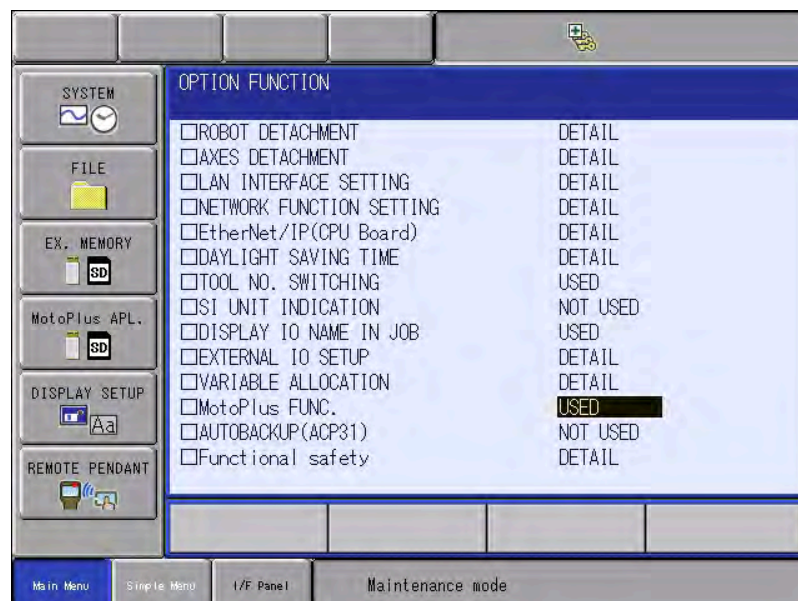 SYSTEM
FILE
EX. MEMORY
SD
MotoPlus APL.
SD
DISPLAY SETUP
Aa
REMOTE PENDANT
OPTION FUNCTION
ROBOT DETACHMENT DETAIL
AXES DETACHMENT DETAIL
LAN INTERFACE SETTING DETAIL
NETWORK FUNCTION SETTING DETAIL
EtherNet/IP(CPU Board) DETAIL
DAYLIGHT SAVING TIME DETAIL
TOOL NO. SWITCHING USED
SI UNIT INDICATION NOT USED
DISPLAY IO NAME IN JOB USED
EXTERNAL IO SETUP DETAIL
VARIABLE ALLOCATION DETAIL
MotoPlus FUNC. USED
AUTOBACKUP(ACP31) NOT USED
Functional safety DETAIL
Main Menu Simple Menu I/F Panel Maintenance mode